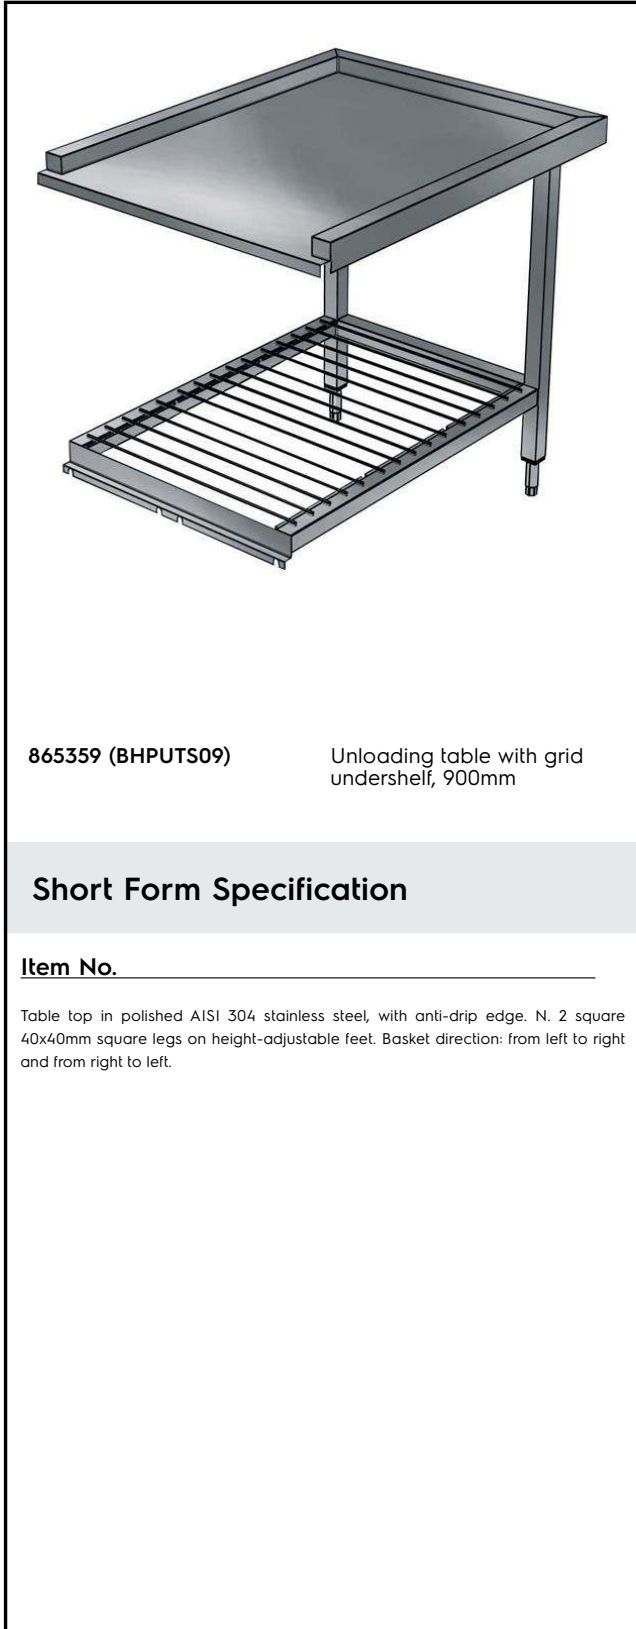 865359 (BHPUTS09)
Unloading table with grid
undershelf, 900mm
Short Form Specification
Item No.
Table top in polished AISI 304 stainless steel, with anti-drip edge. N. 2 square
40x40mm square legs on height-adjustable feet. Basket direction: from left to right
and from right to left.